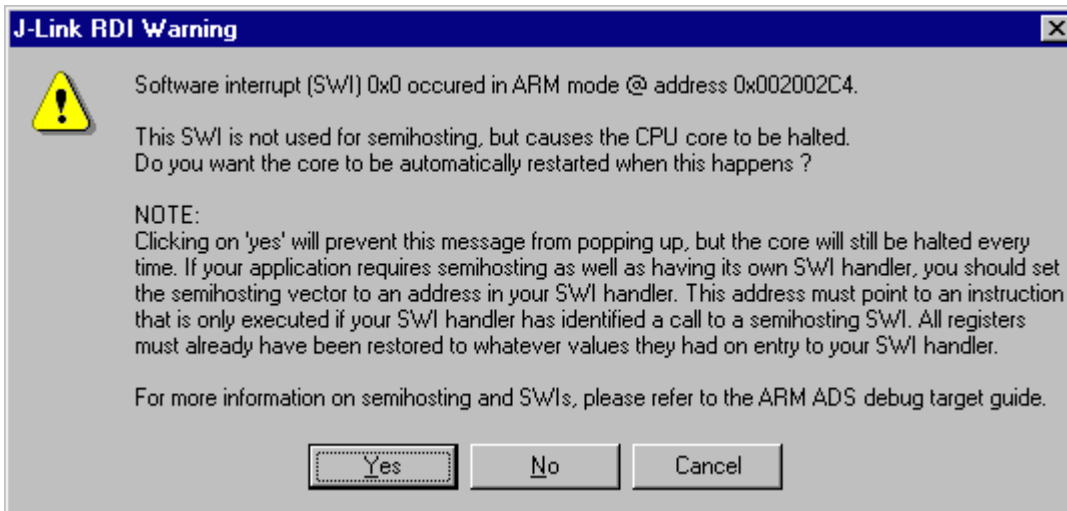 J-Link RDI Warning
Software interrupt (SWI) 0x0 occured in ARM mode @ address 0x002002C4.
This SWI is not used for semihosting, but causes the CPU core to be halted.
Do you want the core to be automatically restarted when this happens ?
NOTE:
Clicking on 'yes' will prevent this message from popping up, but the core will still be halted every
time. If your application requires semihosting as well as having its own SWI handler, you should set
the semihosting vector to an address in your SWI handler. This address must point to an instruction
that is only executed if your SWI handler has identified a call to a semihosting SWI. All registers
must already have been restored to whatever values they had on entry to your SWI handler.
For more information on semihosting and SWIs, please refer to the ARM ADS debug target guide.
Yes No Cancel